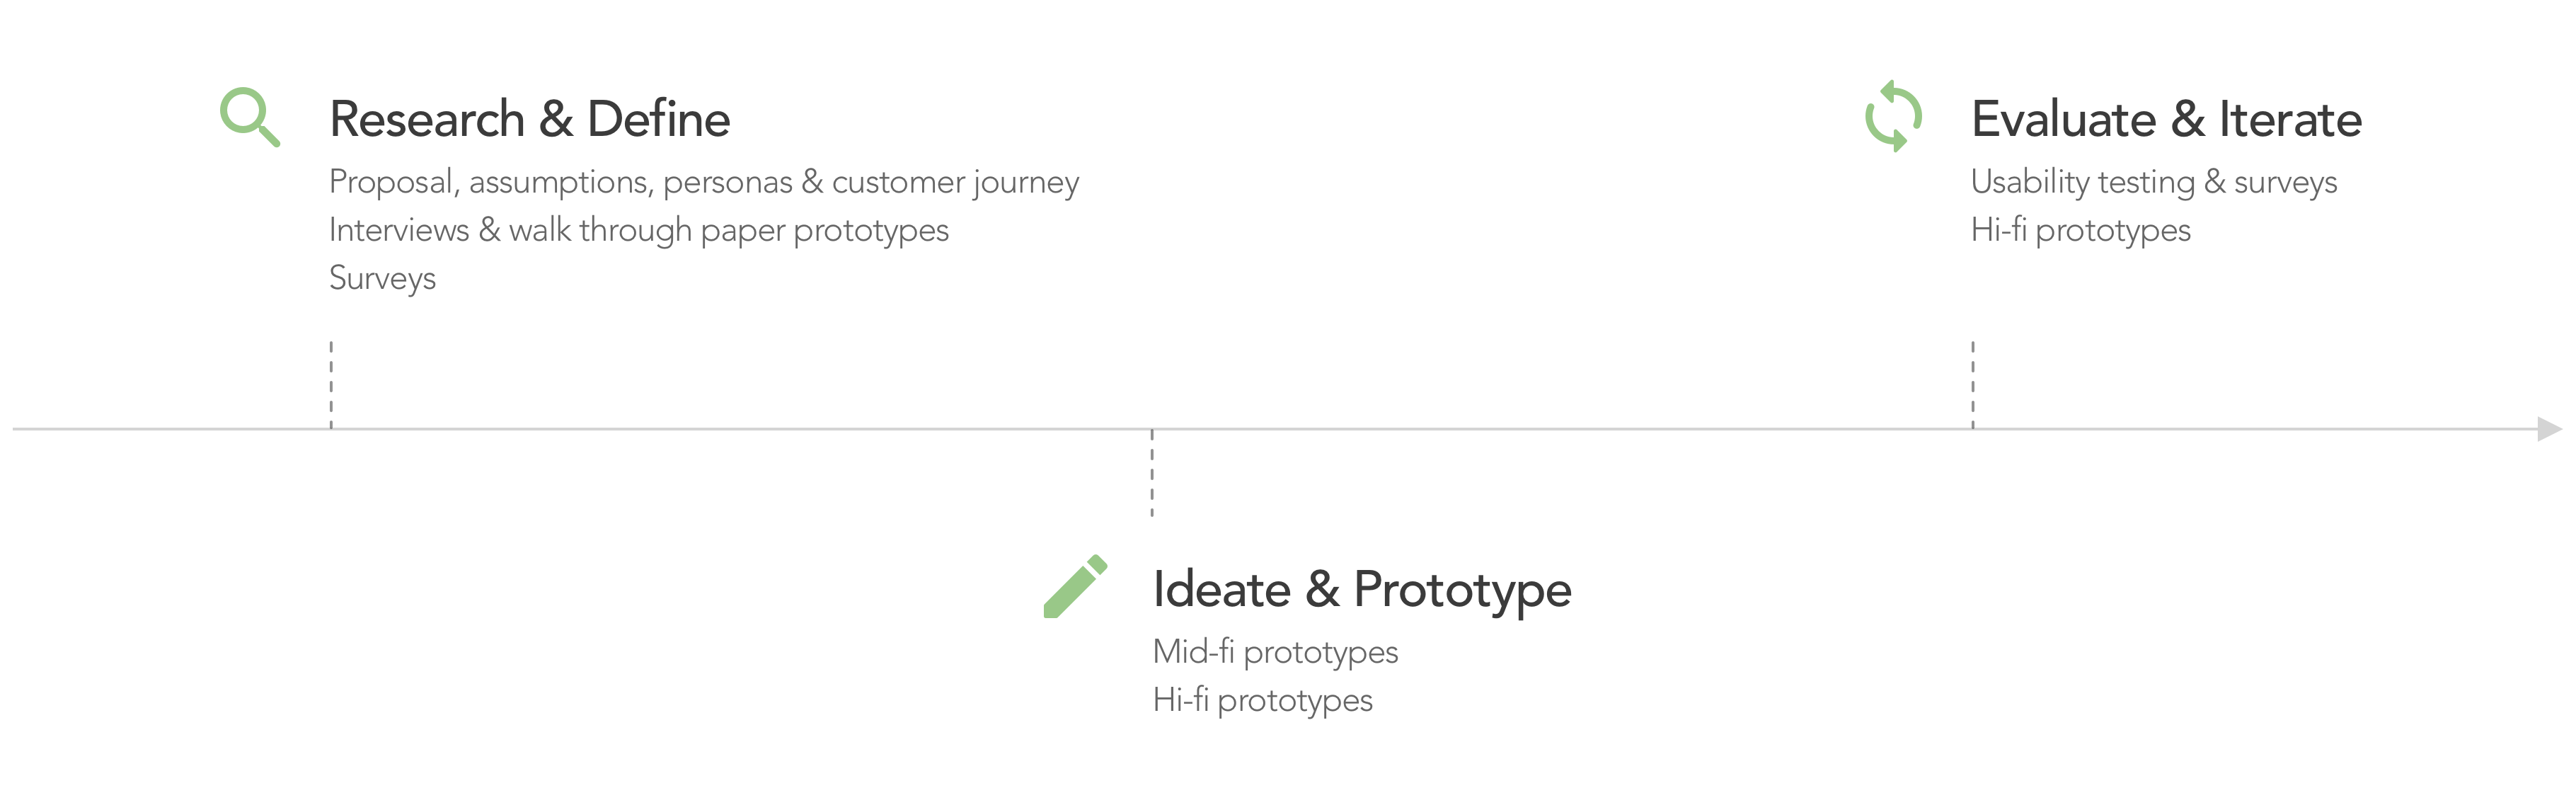 Research & Define
Proposal, assumptions, personas & customer journey
Interviews & walk through paper prototypes
Surveys
Ideate & Prototype
Mid-fi prototypes
Hi-fi prototypes
Evaluate & Iterate
Usability testing & surveys
Hi-fi prototypes